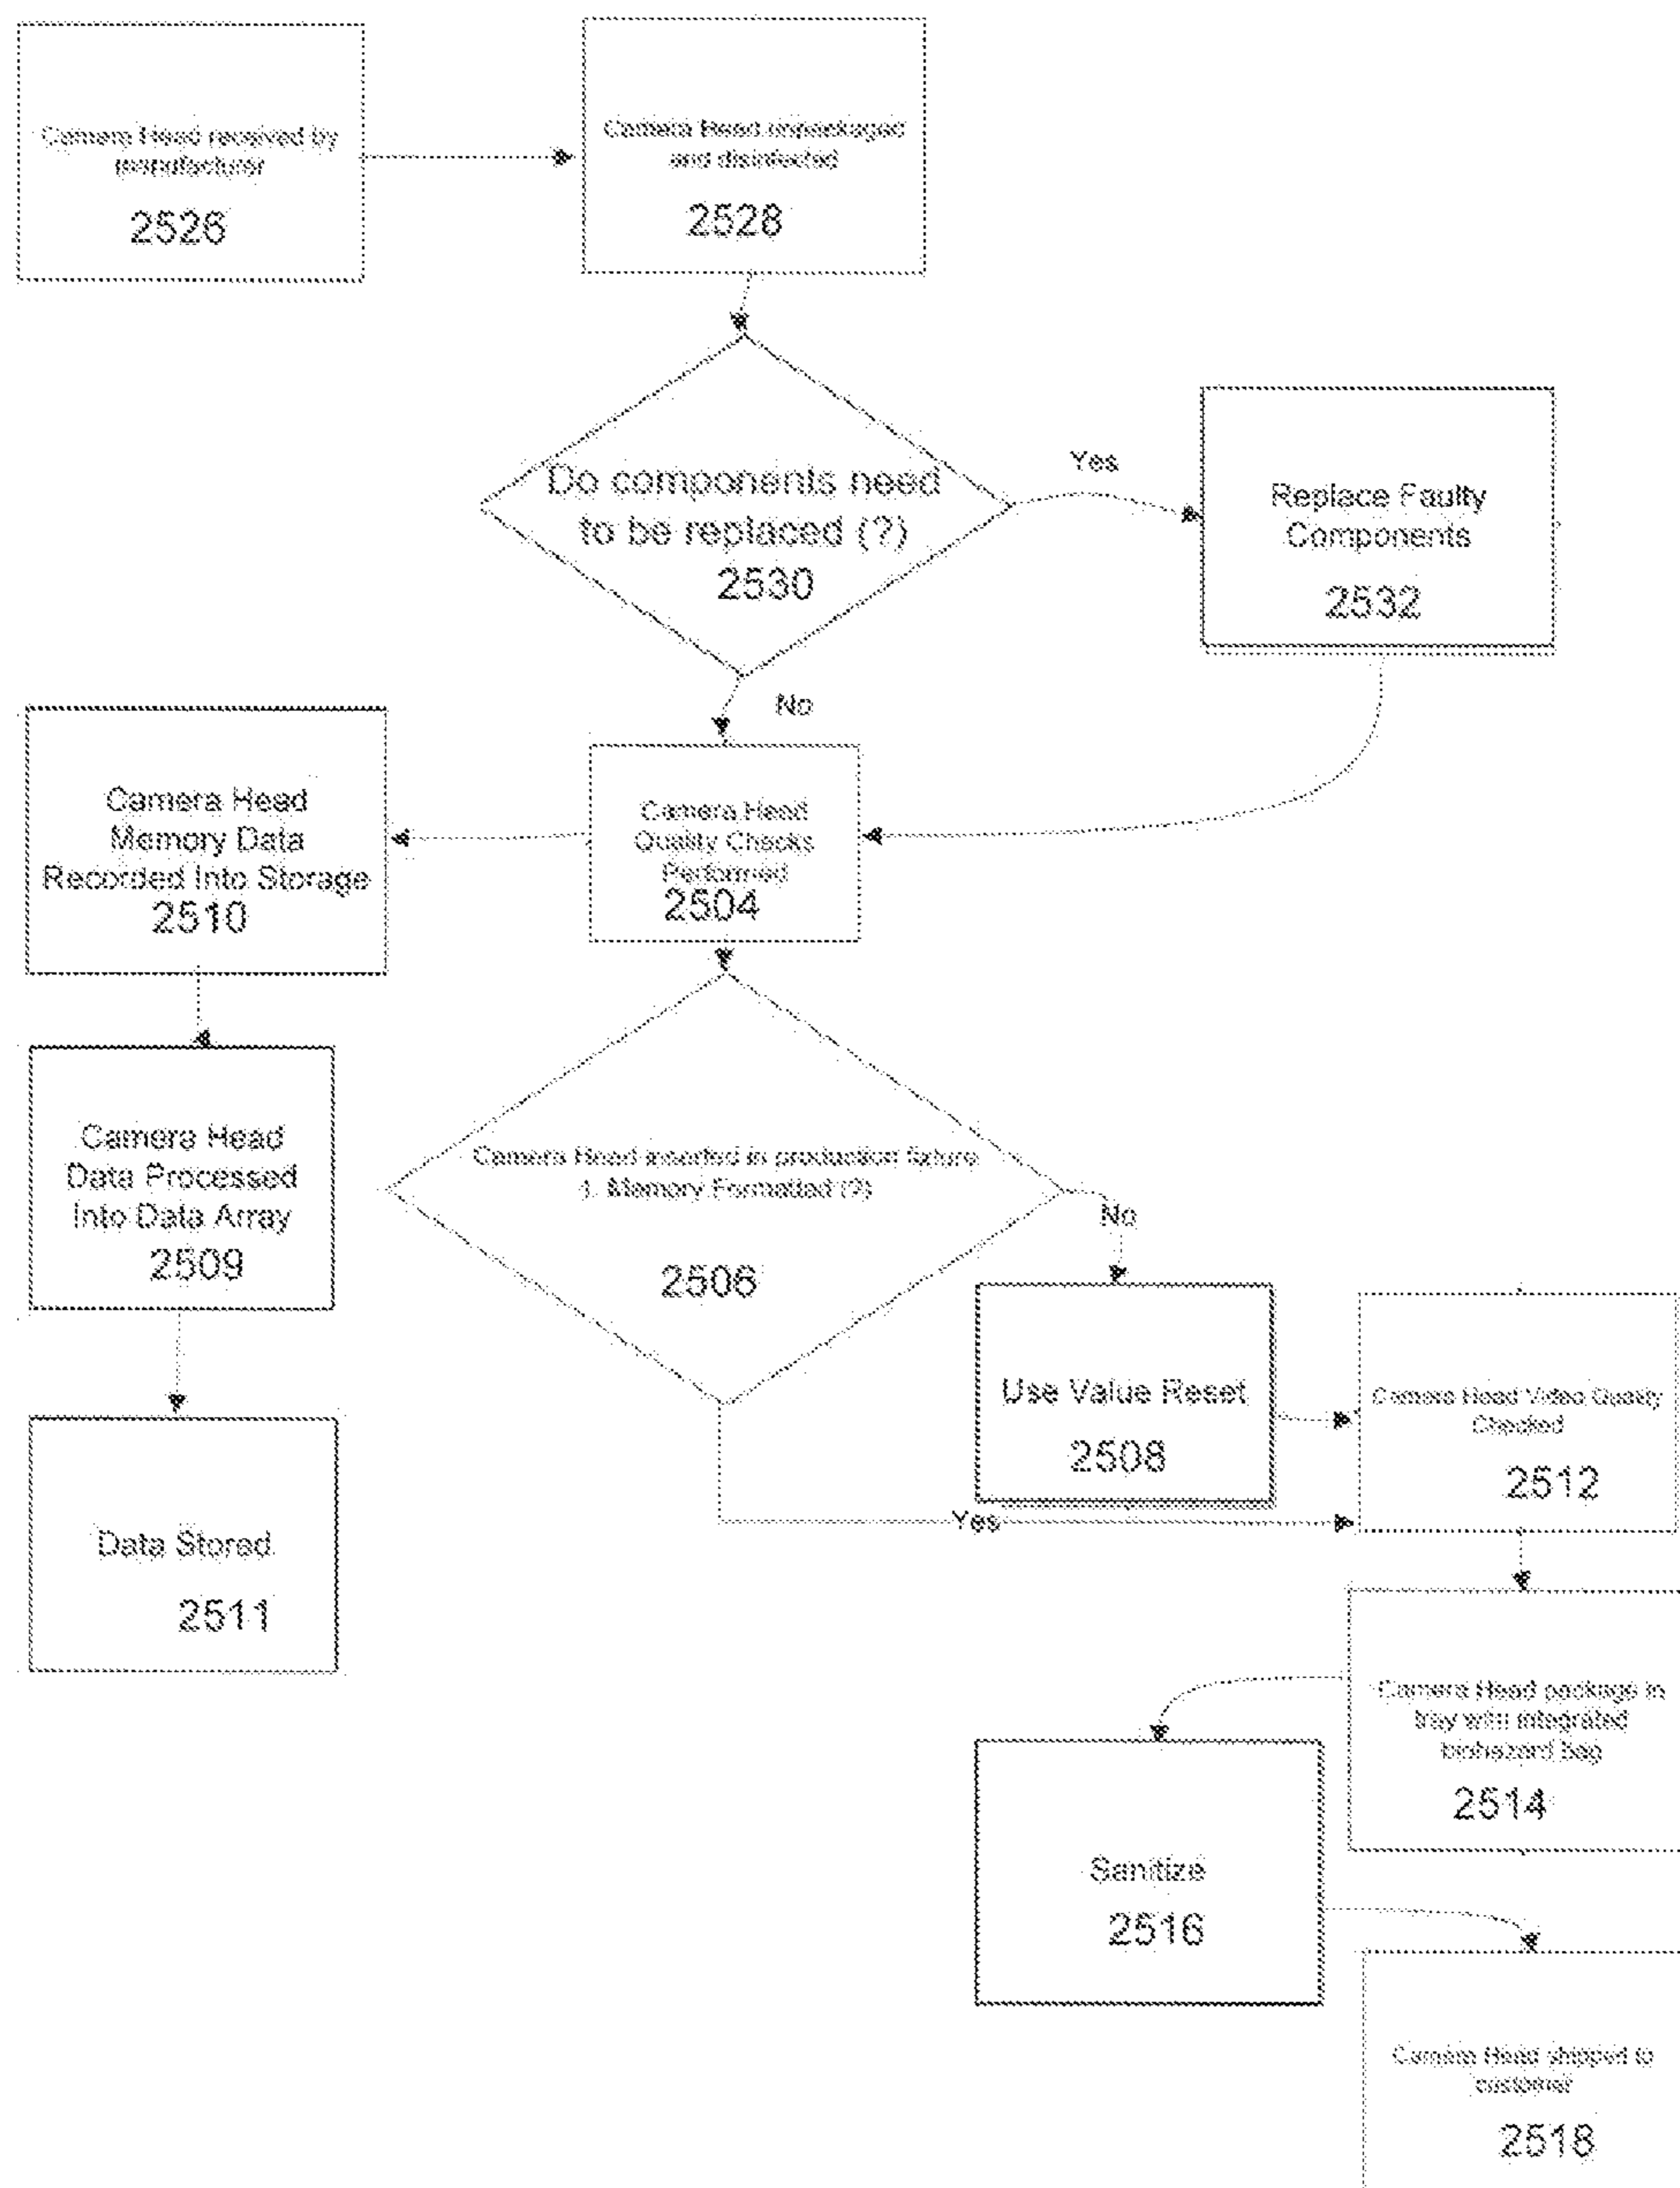 Camera Head received by
manufacturer
2526
Camera Head unpackaged
and disinfected
2528
Do components need
to be replaced (?)
2530
Yes
Replace Faulty
Components
2532
No
Camera Head
Memory Data
Recorded Into Storage
2510
Camera Head
Quality Checks
Performed
2504
Camera Head
Data Processed
Into Data Array
2509
Camera Head inserted in production fixture
1. Memory Formatted (?)
2506
No
Use Value Reset
2508
Camera Head Video Quality
Checked
2512
Yes
Data Stored
2511
Camera Head package in
tray with integrated
biohazard bag
2514
Sanitize
2516
Camera Head shipped to
customer
2518